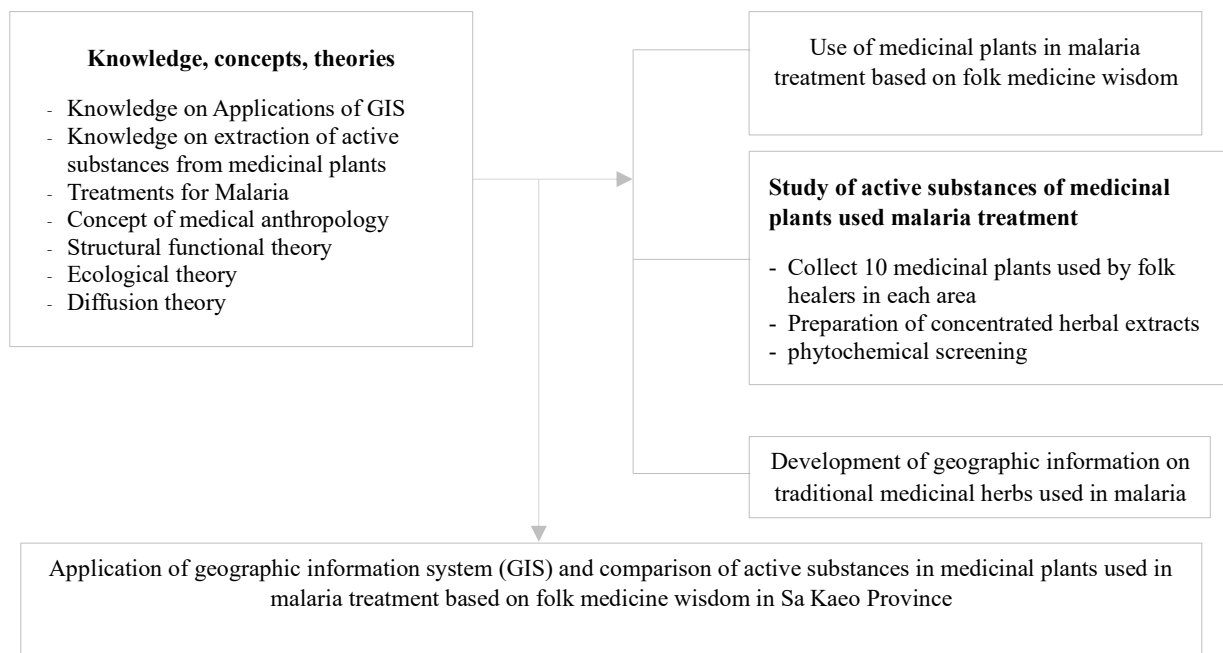 Knowledge, concepts, theories
- Knowledge on Applications of GIS
- Knowledge on extraction of active
substances from medicinal plants
- Treatments for Malaria
- Concept of medical anthropology
- Structural functional theory
- Ecological theory
- Diffusion theory
Use of medicinal plants in malaria
treatment based on folk medicine wisdom
Study of active substances of medicinal
plants used malaria treatment
- Collect 10 medicinal plants used by folk
healers in each area
- Preparation of concentrated herbal extracts
- phytochemical screening
Development of geographic information on
traditional medicinal herbs used in malaria
Application of geographic information system (GIS) and comparison of active substances in medicinal plants used in
malaria treatment based on folk medicine wisdom in Sa Kaeo Province